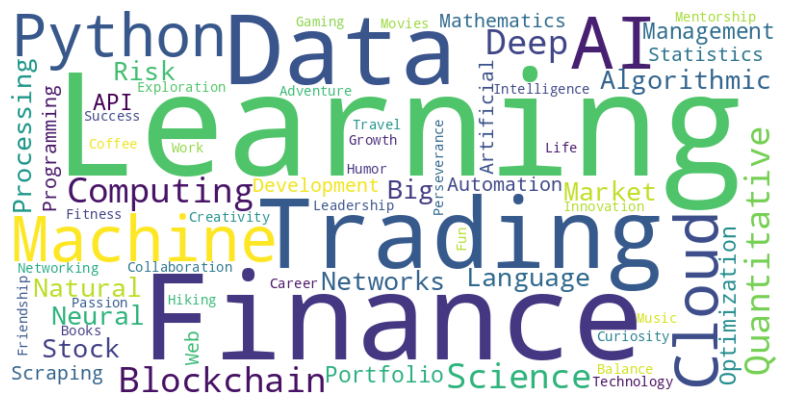 Gaming
Movies
Mathematics
Mentorship
Python
Data
Deep
AI
Management
Statistics
Risk
Exploration
Adventure
Intelligence
Algorithmic
Processing
Programming
API
Success
Learning
Artificial
Coffee
Work
Travel
Growth
Life
Humor
Perseverance
Quantitative
Computing
Development
Big
Automation
Market
Innovation
Fitness
Creativity
Leadership
Machine
Trading
Fun
Cloud
Optimization
Networking
Collaboration
Career
Networks
Language
Natural
Passion
Hiking
Finance
Friendship
Neural
Books
Music
Curiosity
Stock
Web
Scraping
Blockchain
Portfolio
Science
Balance
Technology